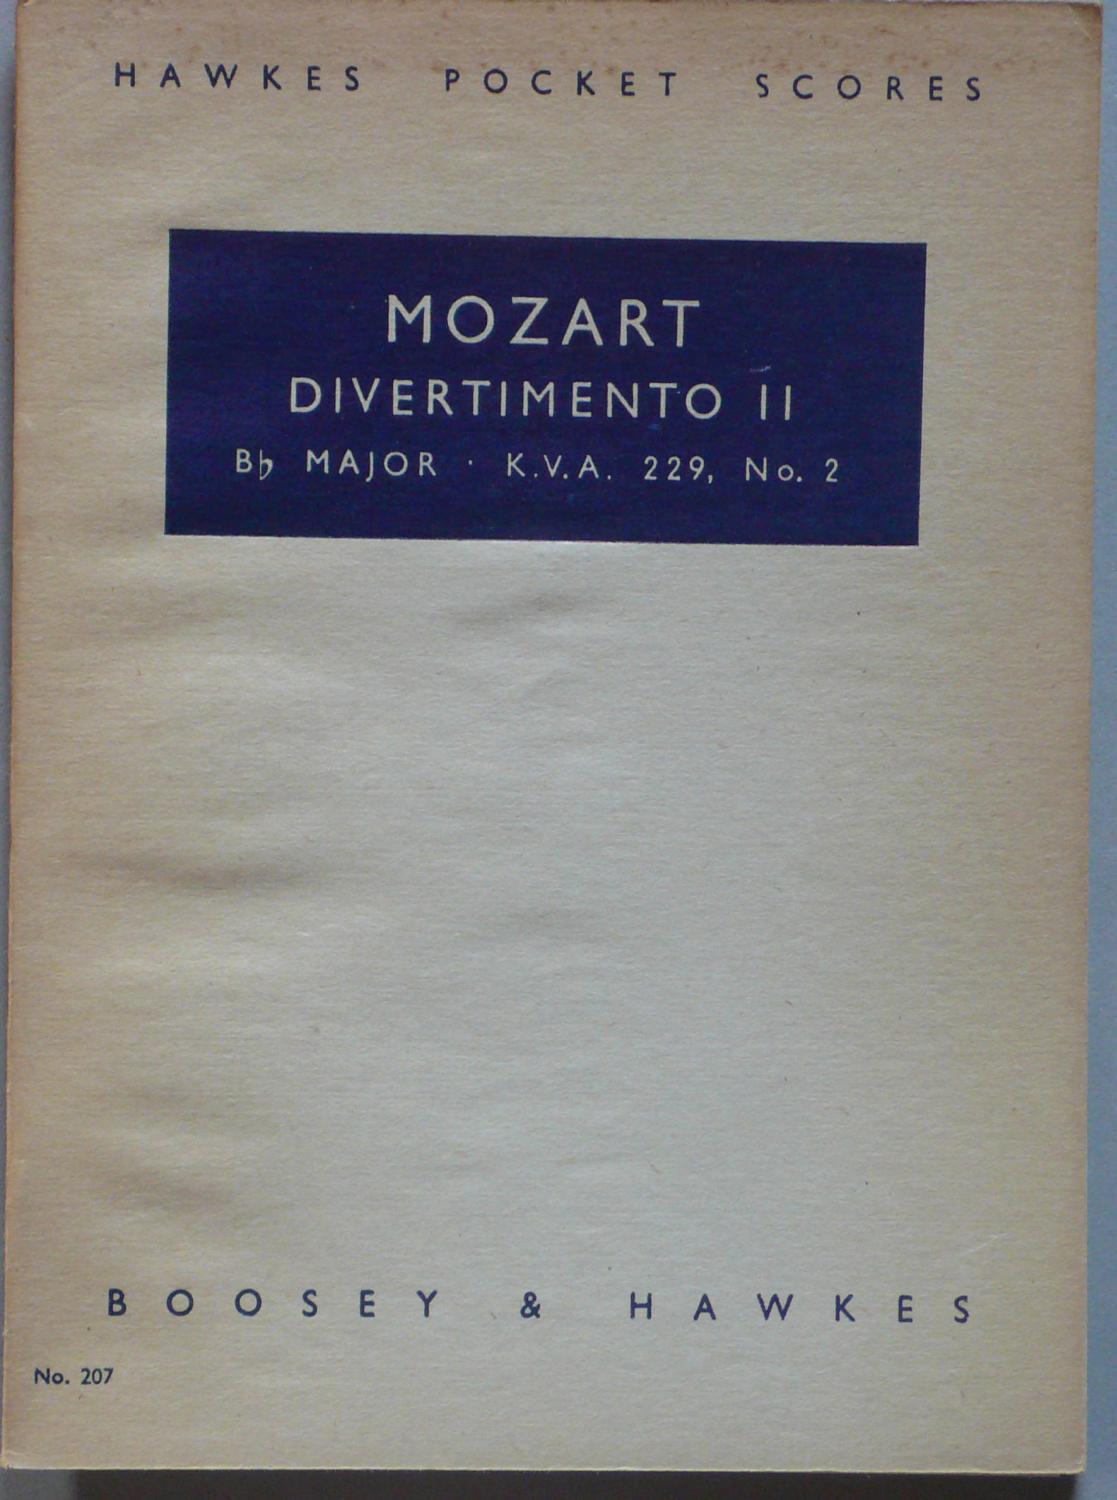 HAWKES POCKET SCORES
MOZART
DIVERTIMENTO II
B♭ MAJOR · K.V.A. 229, No. 2
BOOSEY & HAWKES
No. 207